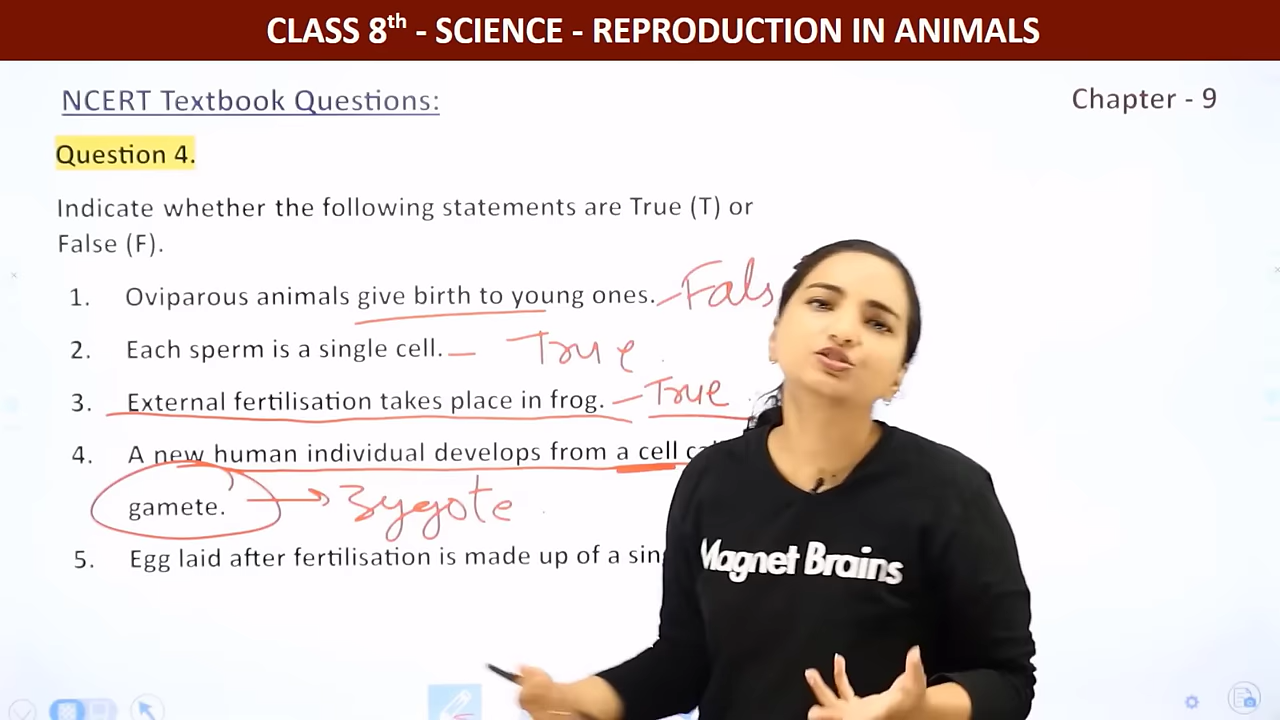 CLASS 8th - SCIENCE - REPRODUCTION IN ANIMALS
NCERT Textbook Questions:
Chapter - 9
Question 4.
Indicate whether the following statements are True (T) or
False (F).
1. Oviparous animals give birth to young ones. - Fals
2. Each sperm is a single cell. - True
3. External fertilisation takes place in frog. - True
4. A new human individual develops from a cell
gamete. → Zygote
5. Egg laid after fertilisation is made up of a
Magnet Brains